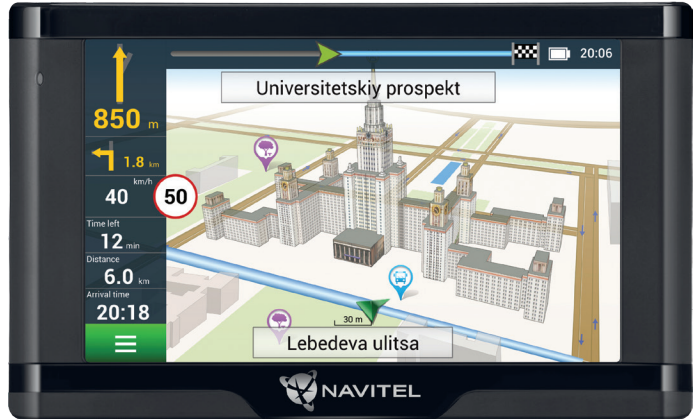 20:06
Universitetskiy prospekt
850 m
1.8 km
km/h
40
50
Time left
12 min
Distance
6.0 km
Arrival time
20:18
30 m
Lebedeva ulitsa
NAVITEL